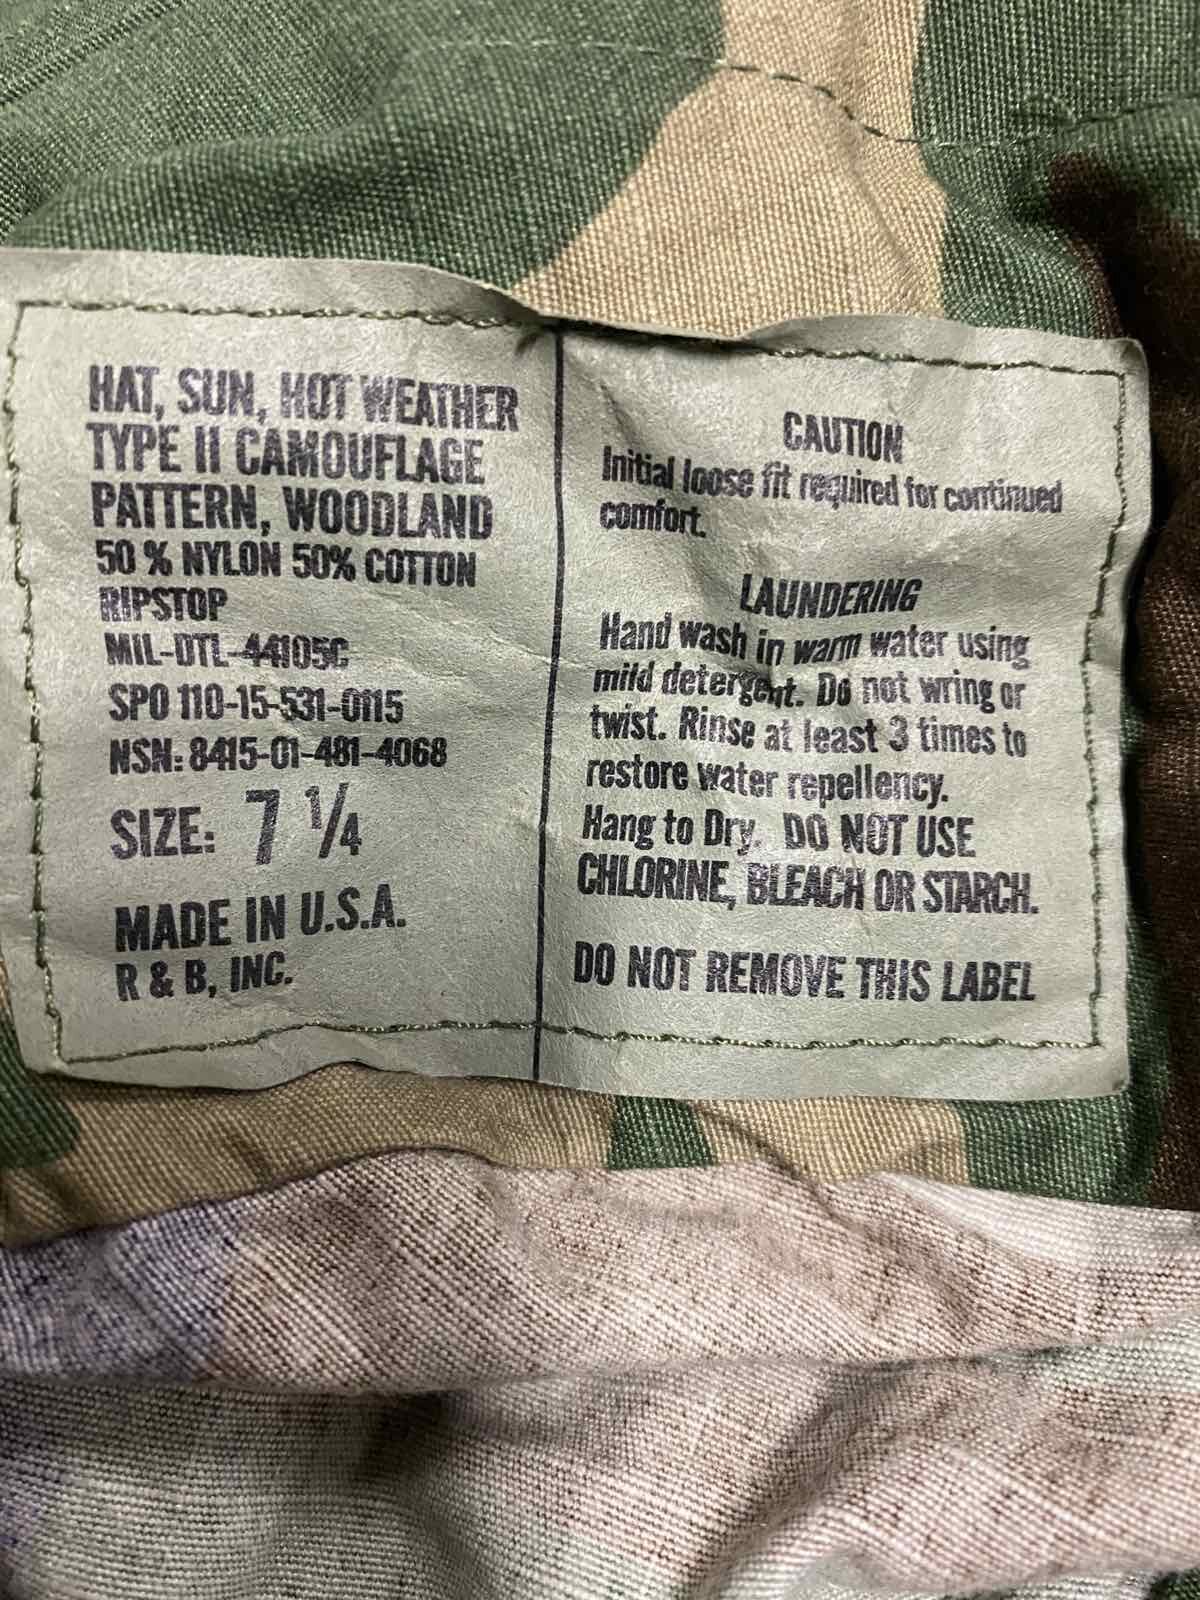 HAT, SUN, HOT WEATHER
TYPE II CAMOUFLAGE
PATTERN, WOODLAND
50 % NYLON 50% COTTON
RIPSTOP
MIL-DTL-44105C
SPO 110-15-531-0115
NSN: 8415-01-481-4068
SIZE: 7 1/4
MADE IN U.S.A.
R & B, INC.
CAUTION
Initial loose fit required for continued
comfort.
LAUNDERING
Hand wash in warm water using
mild detergent. Do not wring or
twist. Rinse at least 3 times to
restore water repellency.
Hang to Dry. DO NOT USE
CHLORINE, BLEACH OR STARCH.
DO NOT REMOVE THIS LABEL